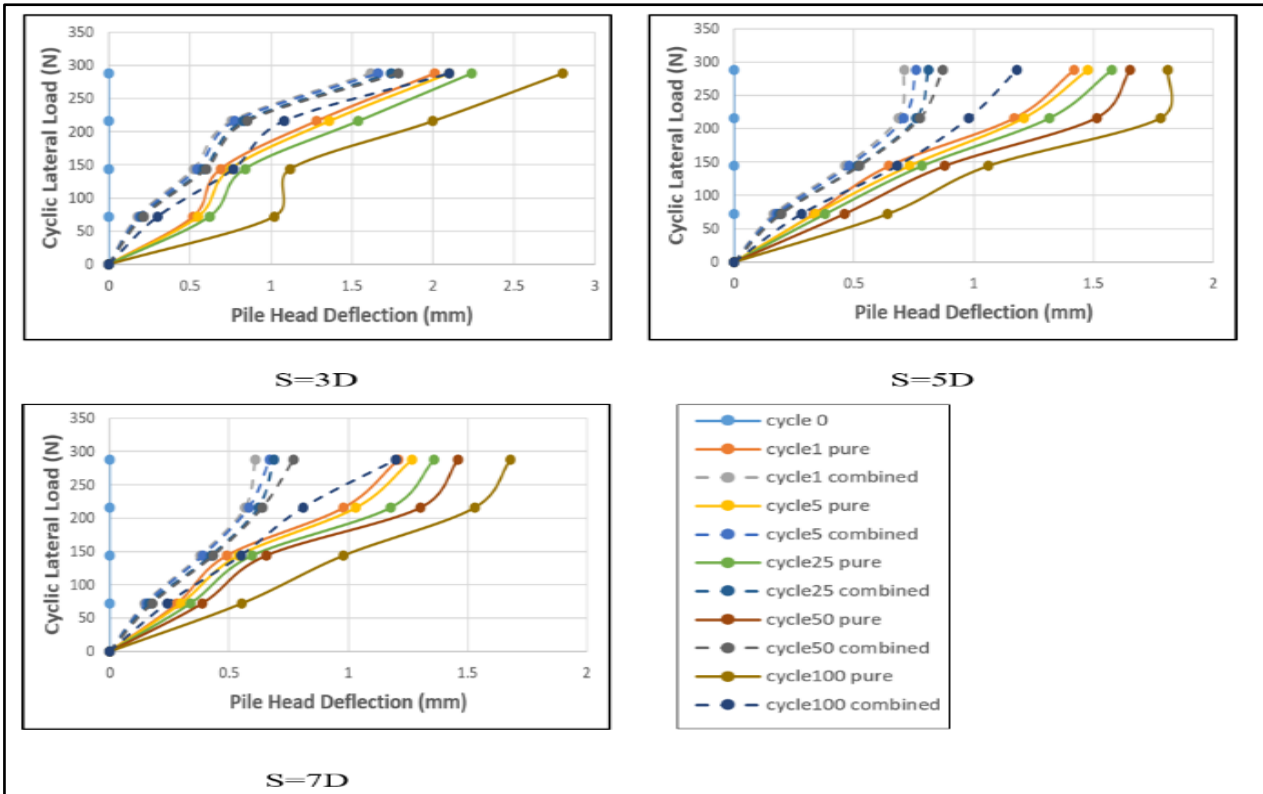 350
300
250
200
150
100
50
0
Cyclic Lateral Load (N)
0 0.5 1 1.5 2 2.5 3
Pile Head Deflection (mm)
S=3D
350
300
250
200
150
100
50
0
Cyclic Lateral Load (N)
0 0.5 1 1.5 2
Pile Head Deflection (mm)
S=5D
350
300
250
200
150
100
50
0
Cyclic Lateral Load (N)
0 0.5 1 1.5 2
Pile Head Deflection (mm)
S=7D
cycle 0
cycle1 pure
cycle1 combined
cycle5 pure
cycle5 combined
cycle25 pure
cycle25 combined
cycle50 pure
cycle50 combined
cycle100 pure
cycle100 combined